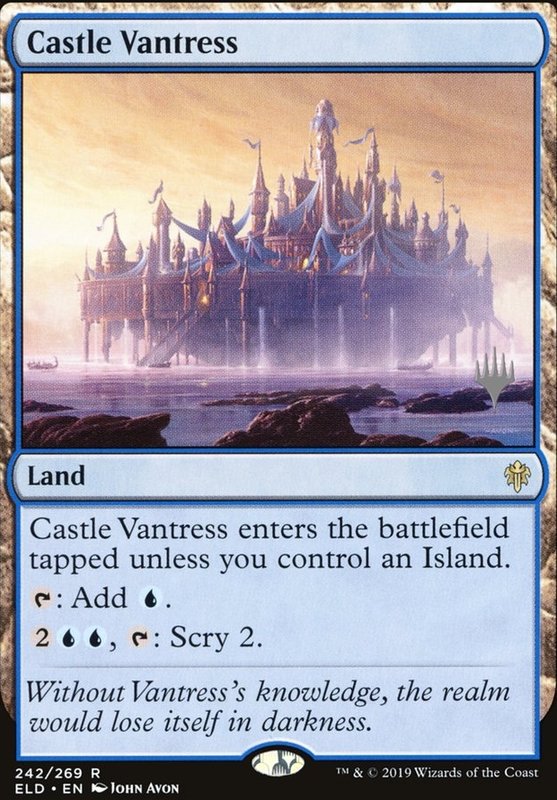 Castle Vantress
Land
Castle Vantress enters the battlefield
tapped unless you control an Island.
: Add .
2 , : Scry 2.
Without Vantress's knowledge, the realm
would lose itself in darkness.
242/269 R
ELD • EN John Avon
™ & © 2019 Wizards of the Coast